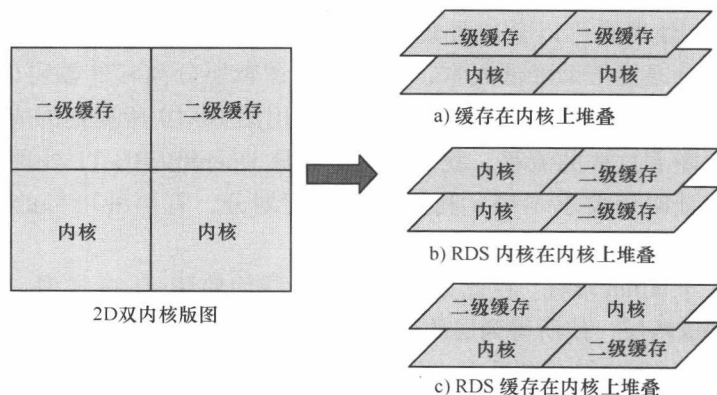 二级缓存 二级缓存
内核 内核
2D双内核版图
二级缓存 二级缓存
内核 内核
a) 缓存在内核上堆叠
内核 二级缓存
内核 二级缓存
b) RDS 内核在内核上堆叠
二级缓存 内核
内核 二级缓存
c) RDS 缓存在内核上堆叠